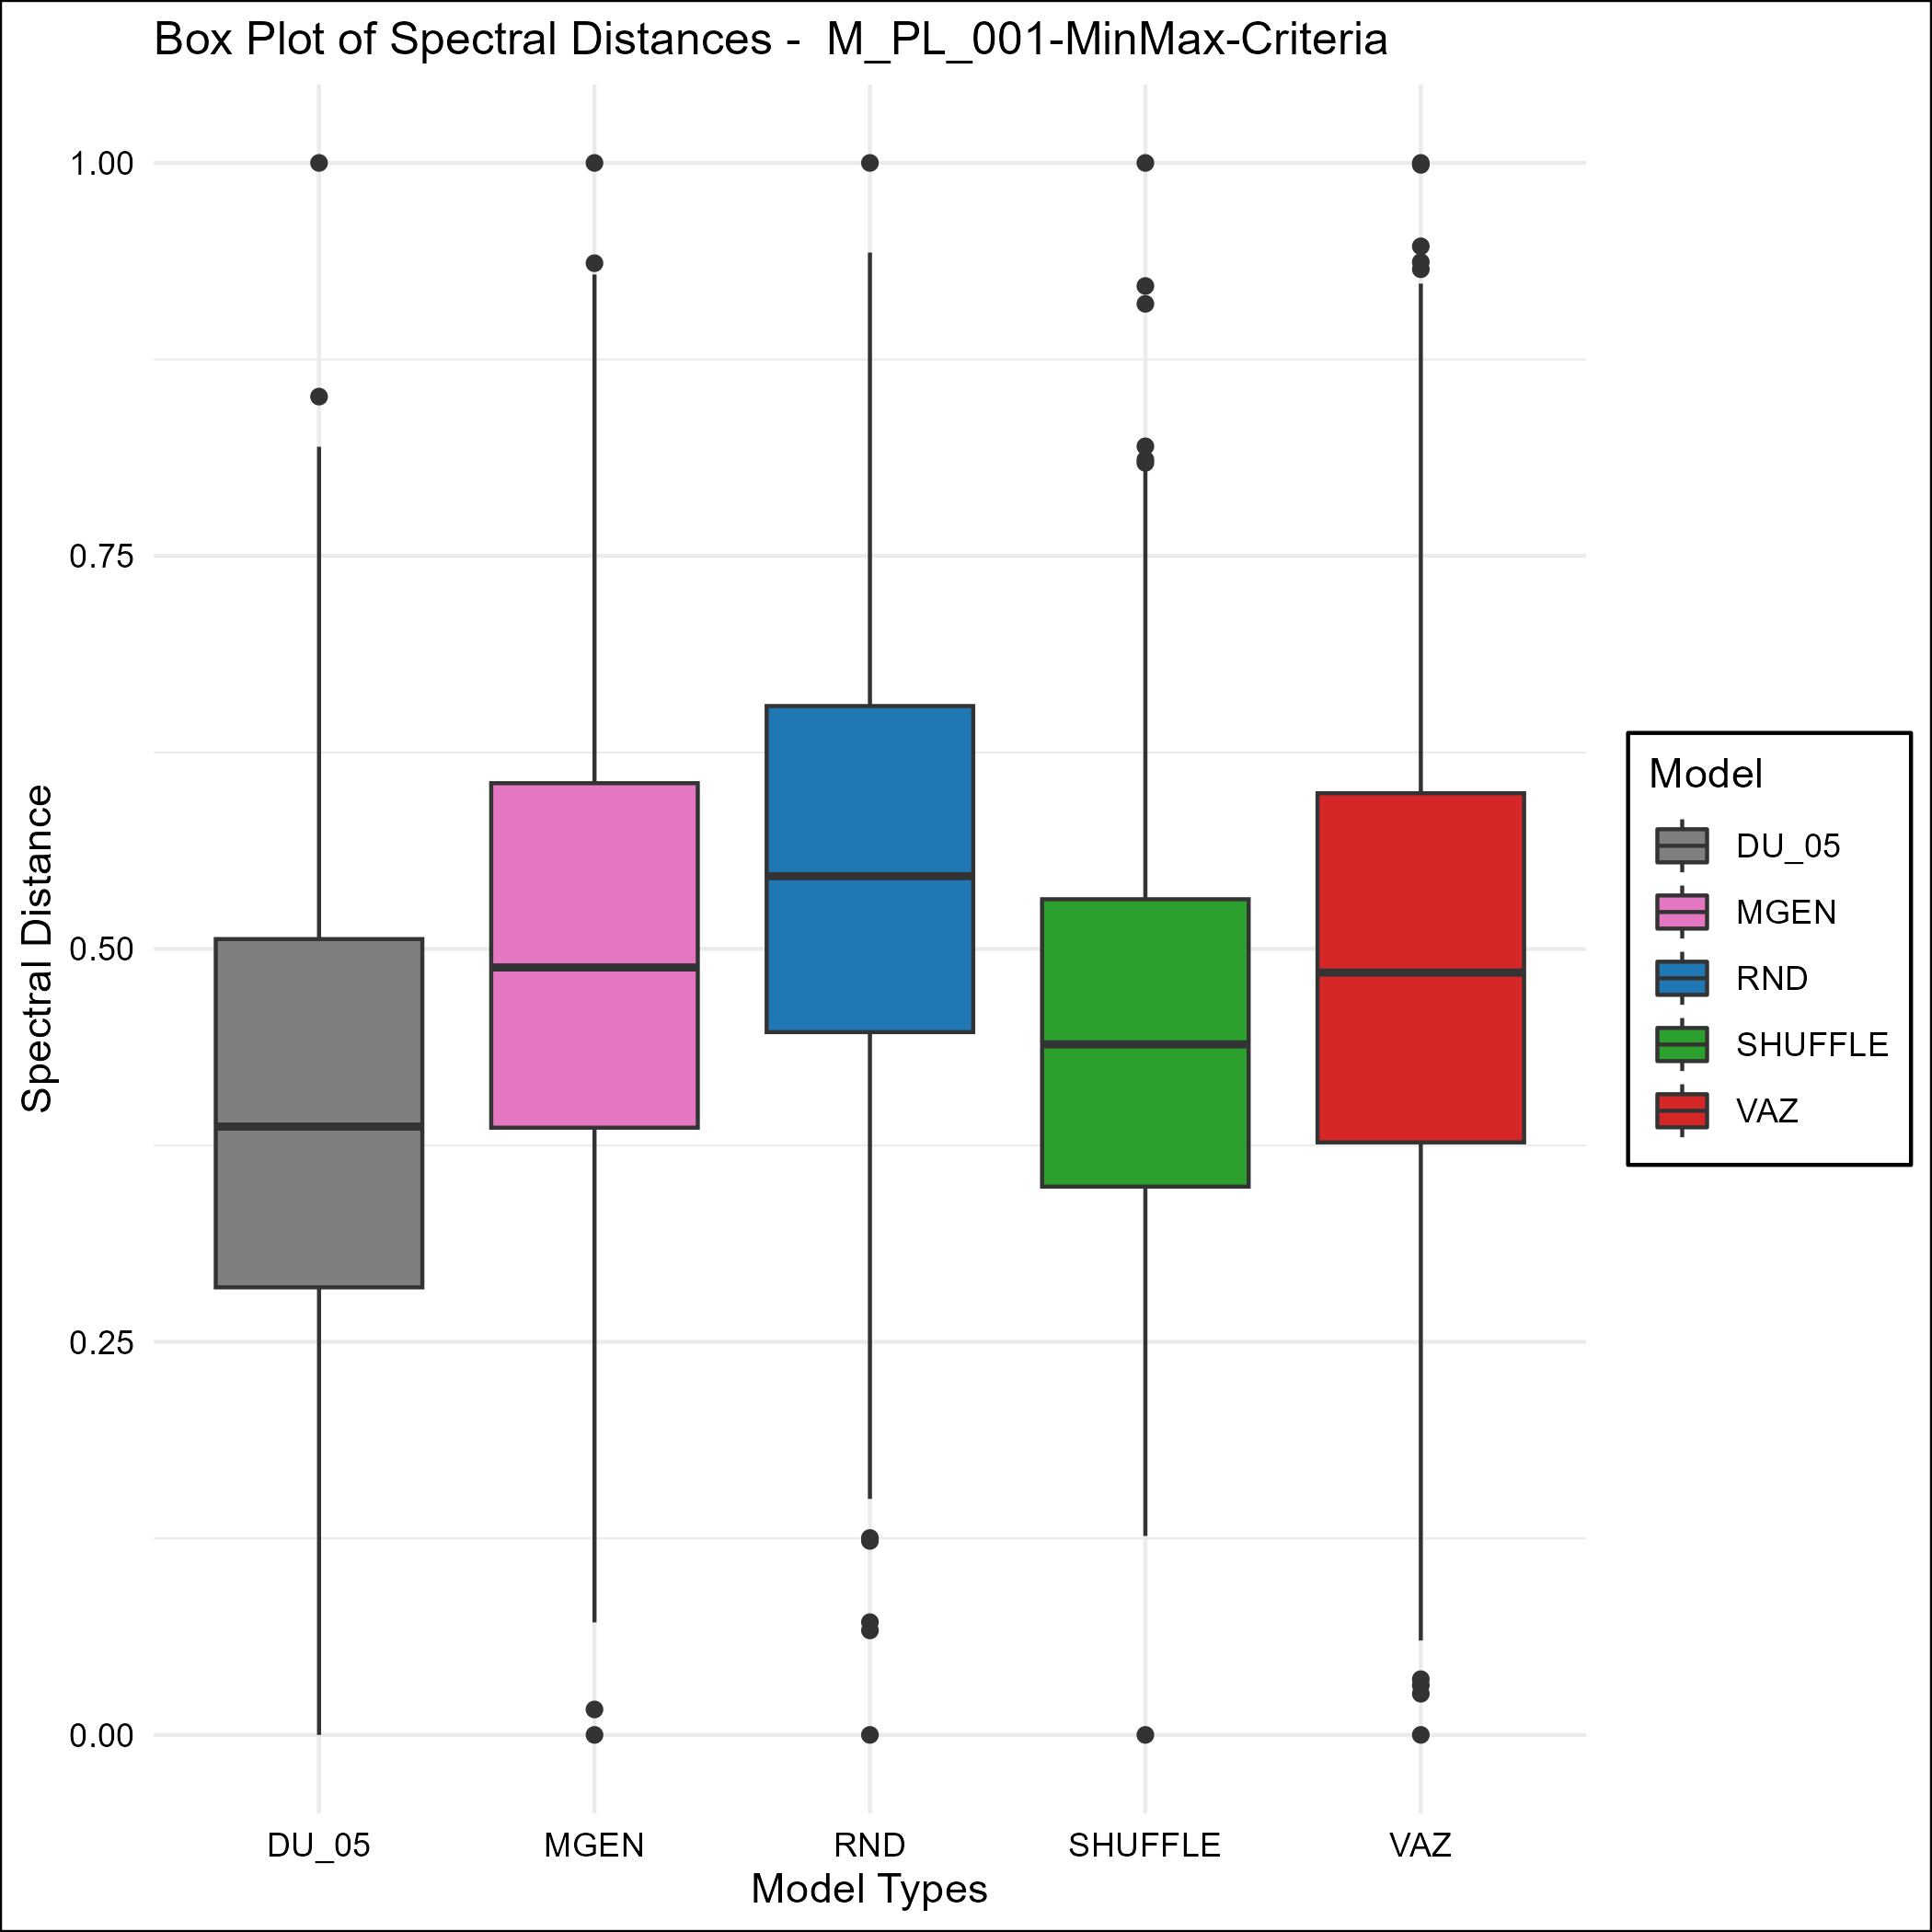 Box Plot of Spectral Distances -  M_PL_001-MinMax-Criteria
1.00
0.75
0.50
0.25
0.00
Spectral Distance
DU_05 MGEN RND SHUFFLE VAZ
Model Types
Model
DU_05
MGEN
RND
SHUFFLE
VAZ